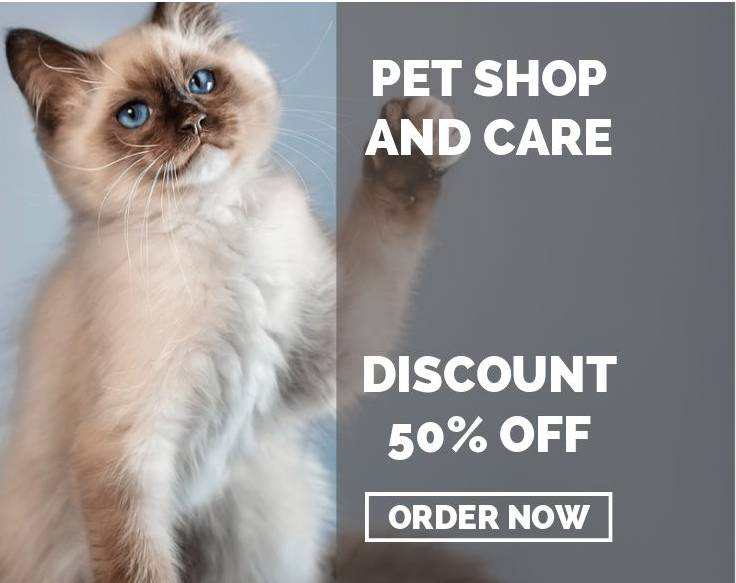 PET SHOP
AND CARE
DISCOUNT
50% OFF
ORDER NOW